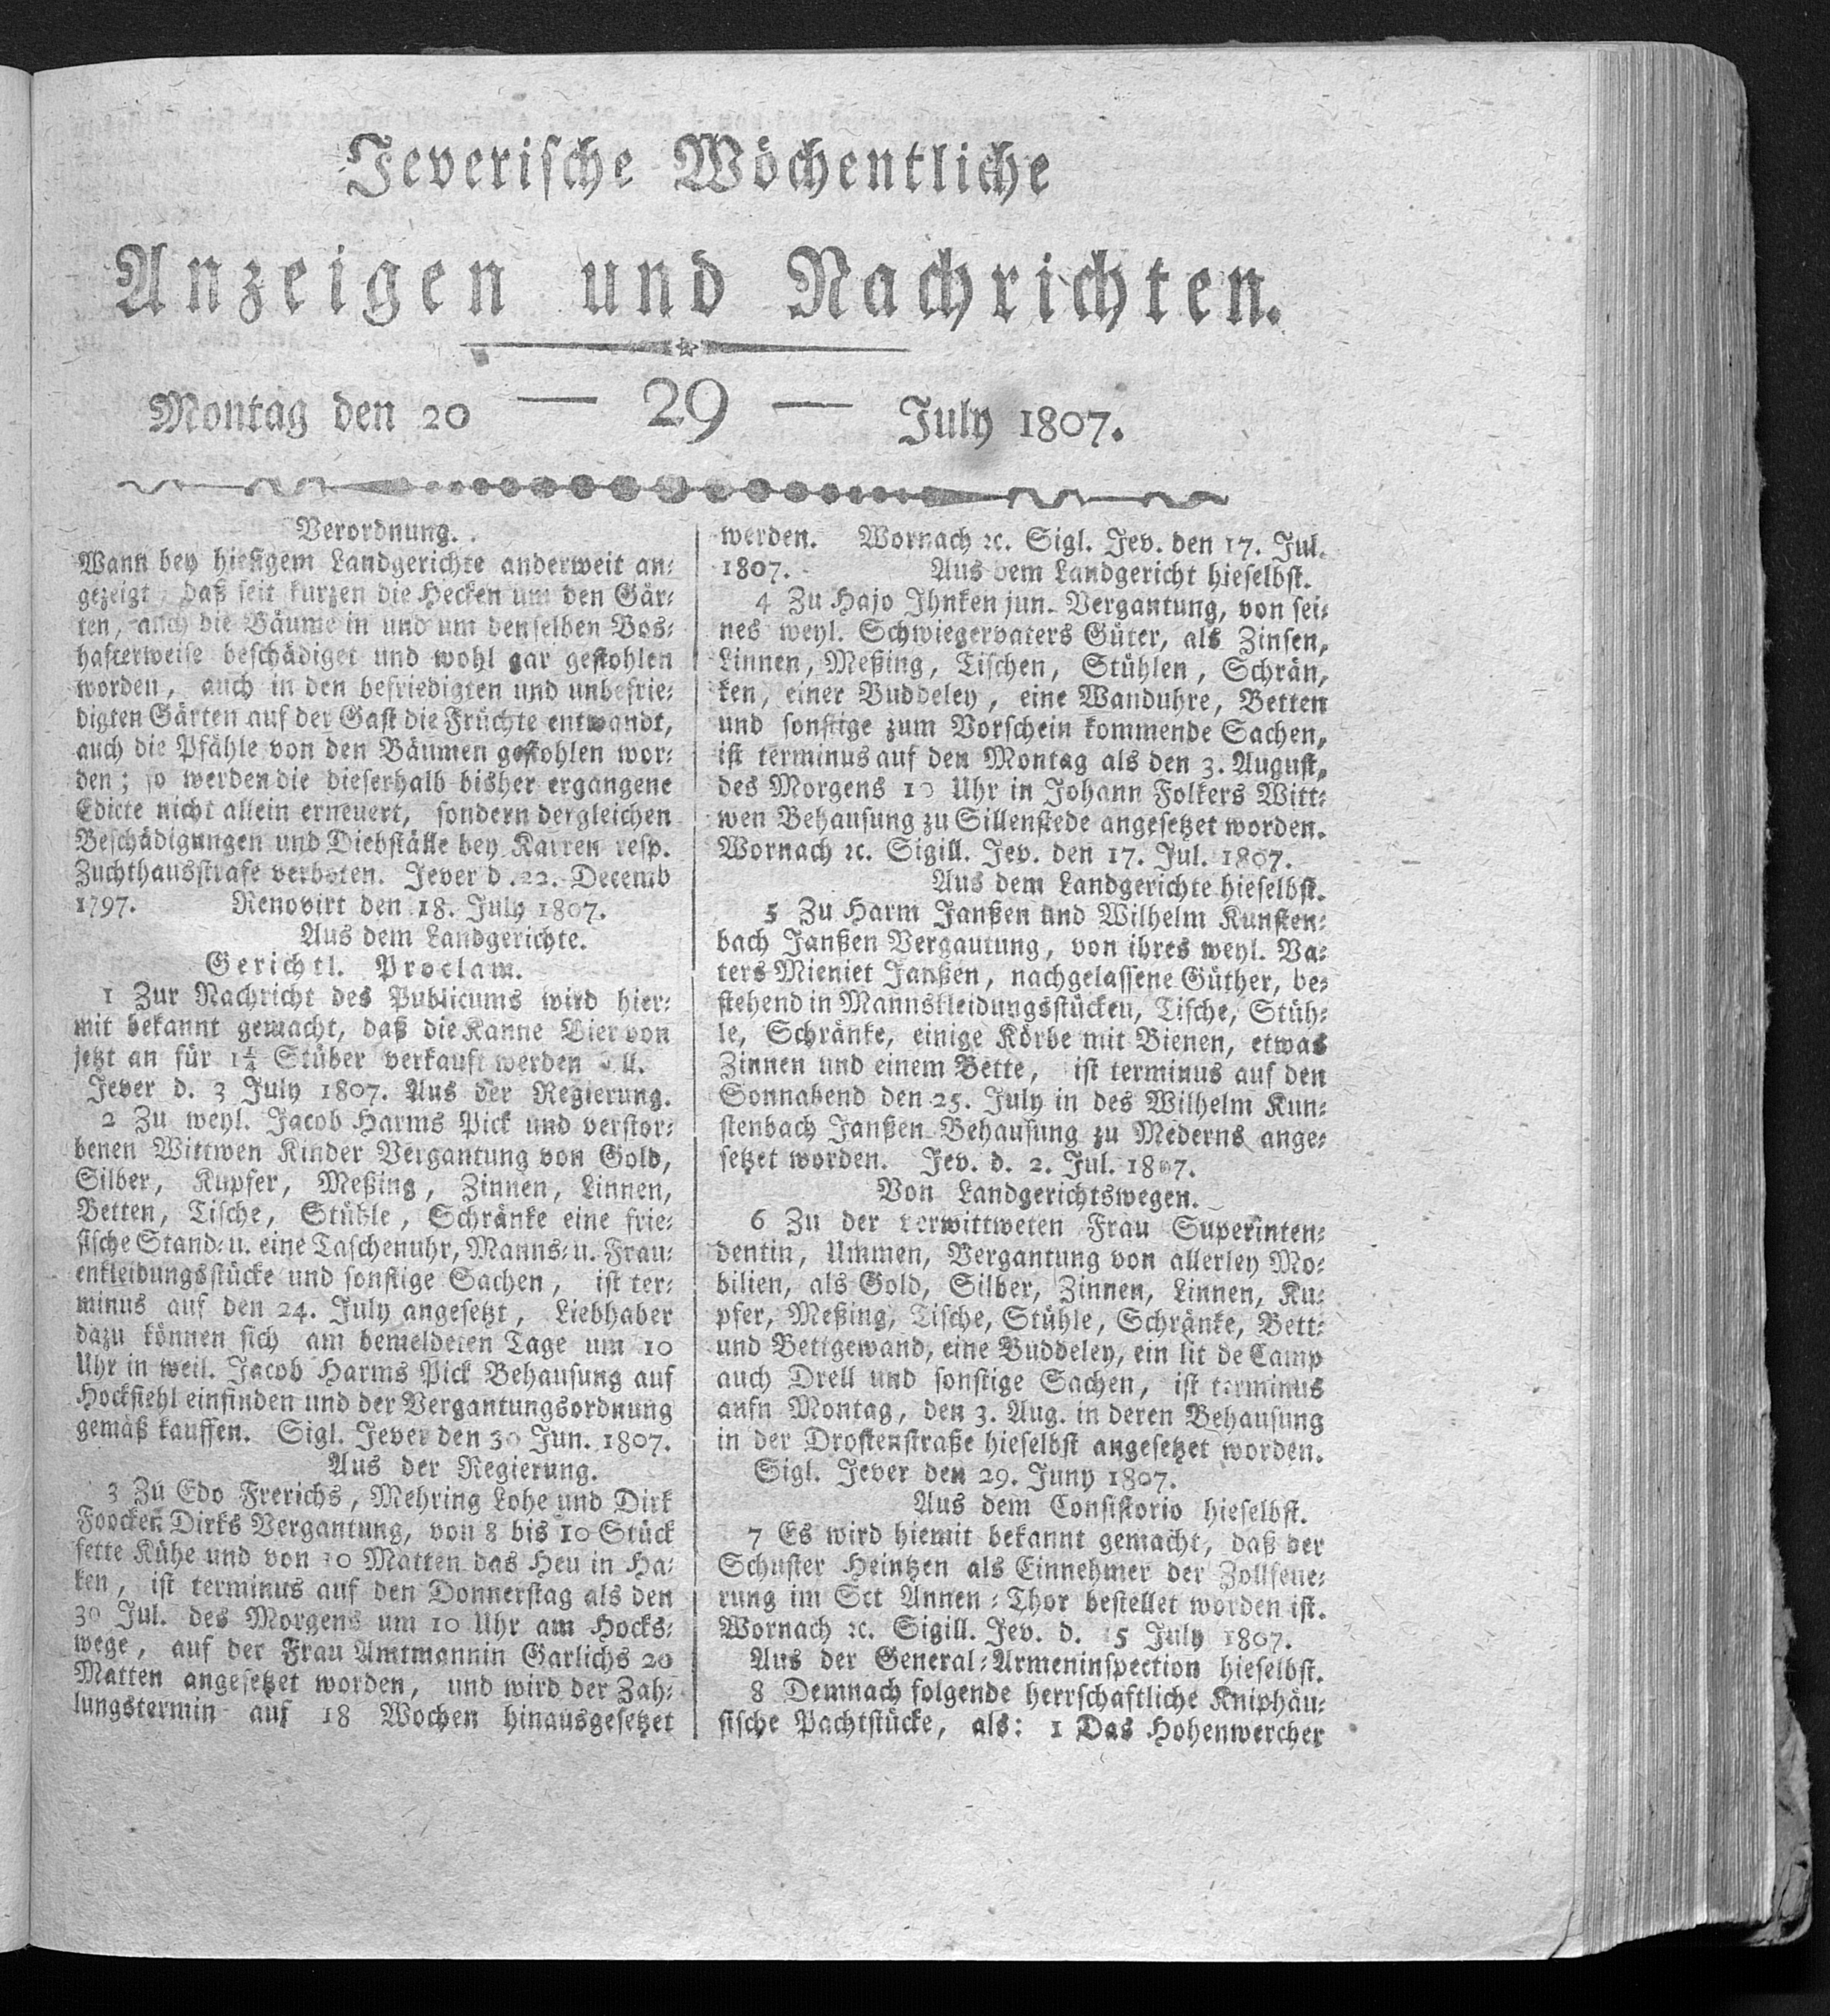 Jeverische Wöchentliche
Anzeigen und Nachrichten.
Montag den 20 — 29 — July 1807.
Verordnung.
Wann bey hiesigem Landgerichte anderweit an-
gezeigt, daß seit kurzen die Hecken um den Gär-
ten, auch die Bäume in und um denselben Bos-
hafterweise beschädiget und wohl gar gestohlen
worden, auch in den befriedigten und unbefrie-
digten Gärten auf der Gast die Früchte entwandt,
auch die Pfähle von den Bäumen gestohlen wor-
den; so werden die dieserhalb bisher ergangene
Edicte nicht allein erneuert, sondern dergleichen
Beschädigungen und Diebställe bey Karren resp.
Zuchthausstrafe verboten. Jever d. 22. Decemb
1797. Renovirt den 18. July 1807.
Aus dem Landgerichte.
Gerichtl. Proclam.
1 Zur Nachricht des Publicums wird hier-
mit bekannt gemacht, daß die Kanne Bier von
jetzt an für 1¼ Stüber verkauft werden soll.
Jever d. 3 July 1807. Aus der Regierung.
2 Zu weyl. Jacob Harms Pick und verstor-
benen Wittwen Kinder Vergantung von Gold,
Silber, Kupfer, Meßing, Zinnen, Linnen,
Betten, Tische, Stühle, Schränke eine frie-
sische Stand- u. eine Taschenuhr, Manns- u. Frau-
enkleidungsstücke und sonstige Sachen, ist ter-
minus auf den 24. July angesetzt, Liebhaber
dazu können sich am bemeldeten Tage um 10
Uhr in weil. Jacob Harms Pick Behausung auf
Hockstehl einfinden und der Vergantungsordnung
gemäß kauffen. Sigl. Jever den 30 Jun. 1807.
Aus der Regierung.
3 Zu Edo Frerichs, Mehring Lohe und Dirk
Foocken Dirks Vergantung, von 8 bis 10 Stück
fette Kühe und von 20 Matten das Heu in Ha-
ken, ist terminus auf den Donnerstag als den
30 Jul. des Morgens um 10 Uhr am Hocks-
wege, auf der Frau Amtmannin Garlichs 20
Matten angesetzet worden, und wird der Zah-
lungstermin auf 18 Wochen hinausgesetzet
werden. Wornach ꝛc. Sigl. Jev. den 17. Jul.
1807. Aus dem Landgericht hieselbst.
4 Zu Hajo Ihnken jun. Vergantung, von sei-
nes weyl. Schwiegervaters Güter, als Zinsen,
Linnen, Meßing, Tischen, Stühlen, Schrän,
ken, einer Buddeley, eine Wanduhre, Betten
und sonstige zum Vorschein kommende Sachen,
ist terminus auf den Montag als den 3. August,
des Morgens 10 Uhr in Johann Folkers Witt-
wen Behausung zu Sillenstede angesetzet worden.
Wornach ꝛc. Sigill. Jev. den 17. Jul. 1807.
Aus dem Landgerichte hieselbst.
5 Zu Harm Janßen und Wilhelm Kunsten-
bach Janßen Vergautung, von ihres weyl. Va-
ters Mieniet Janßen, nachgelassene Güther, be-
stehend in Mannskleidungsstücken, Tische, Stüh-
le, Schränke, einige Körbe mit Bienen, etwas
Zinnen und einem Bette, ist terminus auf den
Sonnabend den 25. July in des Wilhelm Kun-
stenbach Janßen Behausung zu Mederns ange-
setzet worden. Jev. d. 2. Jul. 1807.
Von Landgerichtswegen.
6 Zu der verwittweten Frau Superinten-
dentin, Ummen, Vergantung von allerley Mo-
bilien, als Gold, Silber, Zinnen, Linnen, Ku-
pfer, Meßing, Tische, Stühle, Schränke, Bett-
und Bettgewand, eine Buddeley, ein lit de Camp
auch Drell und sonstige Sachen, ist terminus
aufn Montag, den 3. Aug. in deren Behausung
in der Drostenstraße hieselbst angesetzet worden.
Sigl. Jever den 29. Juny 1807.
Aus dem Consistorio hieselbst.
7 Es wird hiemit bekannt gemacht, daß der
Schuster Heintzen als Einnehmer der Zollfeue-
rung im Sct Annen-Thor bestellet worden ist.
Wornach ꝛc. Sigill. Jev. d. 15 July 1807.
Aus der General-Armeninspection hieselbst.
8 Demnach folgende herrschaftliche Kniphäu-
sische Pachtstücke, als: 1 Das Hohenwercher